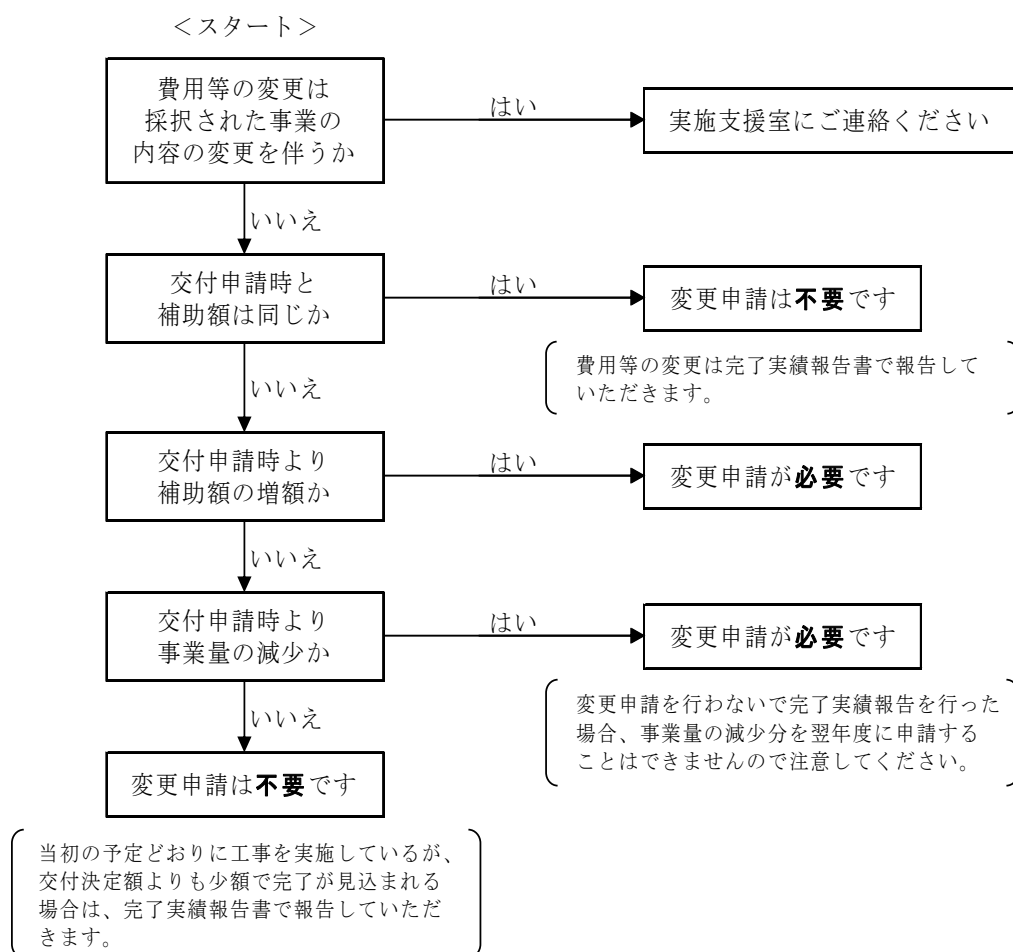 ＜スタート＞
費用等の変更は
採択された事業の
内容の変更を伴うか
はい
実施支援室にご連絡ください
いいえ
交付申請時と
補助額は同じか
はい
変更申請は不要です
費用等の変更は完了実績報告書で報告して
いただきます。
いいえ
交付申請時より
補助額の増額か
はい
変更申請が必要です
いいえ
交付申請時より
事業量の減少か
はい
変更申請が必要です
変更申請を行わないで完了実績報告を行った
場合、事業量の減少分を翌年度に申請する
ことはできませんので注意してください。
いいえ
変更申請は不要です
当初の予定どおりに工事を実施しているが、
交付決定額よりも少額で完了が見込まれる
場合は、完了実績報告書で報告していただ
きます。